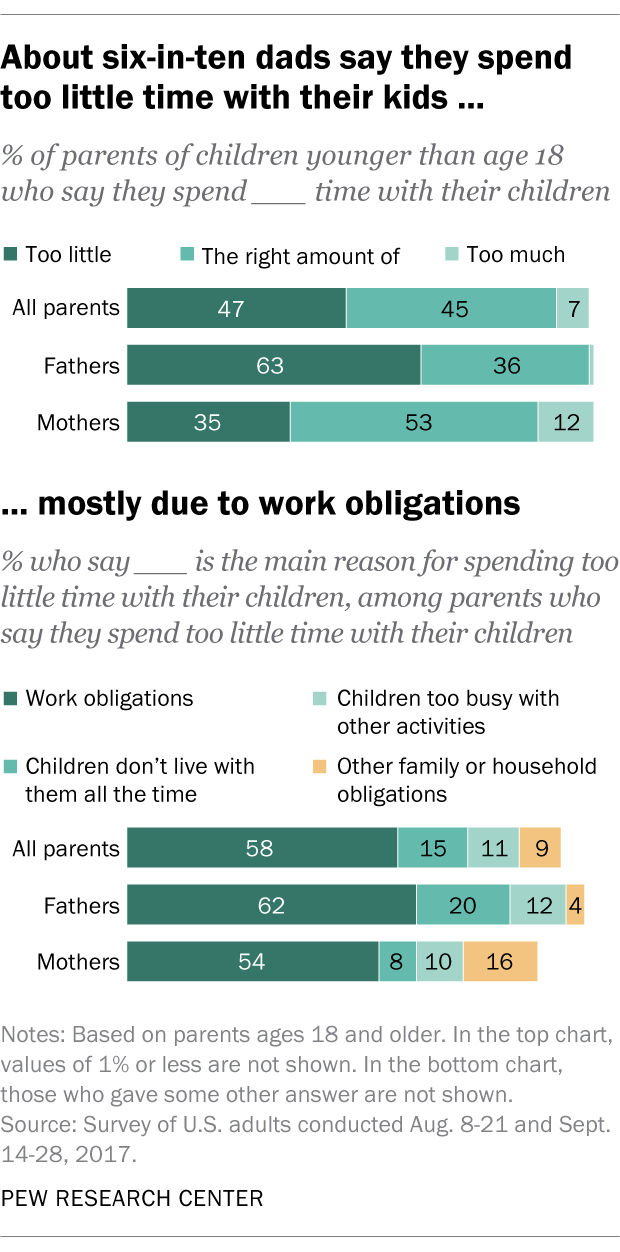 About six-in-ten dads say they spend
too little time with their kids ...
% of parents of children younger than age 18
who say they spend ___ time with their children
Too little The right amount of Too much
All parents 47 45 7
Fathers 63 36
Mothers 35 53 12
... mostly due to work obligations
% who say ___ is the main reason for spending too
little time with their children, among parents who
say they spend too little time with their children
Work obligations
Children too busy with
other activities
Children don’t live with
them all the time
Other family or household
obligations
All parents 58 15 11 9
Fathers 62 20 12 4
Mothers 54 8 10 16
Notes: Based on parents ages 18 and older. In the top chart,
values of 1% or less are not shown. In the bottom chart,
those who gave some other answer are not shown.
Source: Survey of U.S. adults conducted Aug. 8-21 and Sept.
14-28, 2017.
PEW RESEARCH CENTER